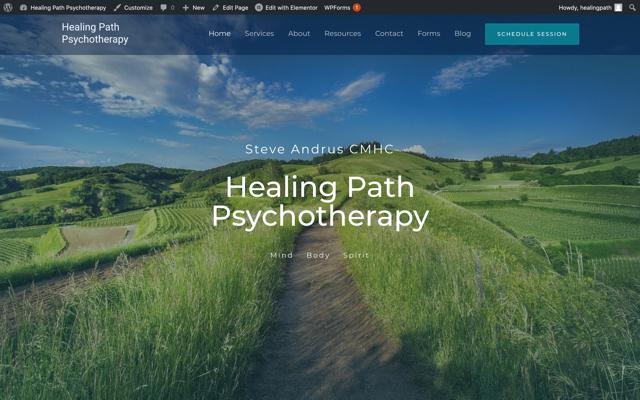 Healing Path Psychotherapy Customize 0 New Edit Page Edit with Elementor WPForms 1 Howdy, healingpath
Healing Path
Psychotherapy
Home Services About Resources Contact Forms Blog SCHEDULE SESSION
Steve Andrus CMHC
Healing Path
Psychotherapy
Mind Body Spirit